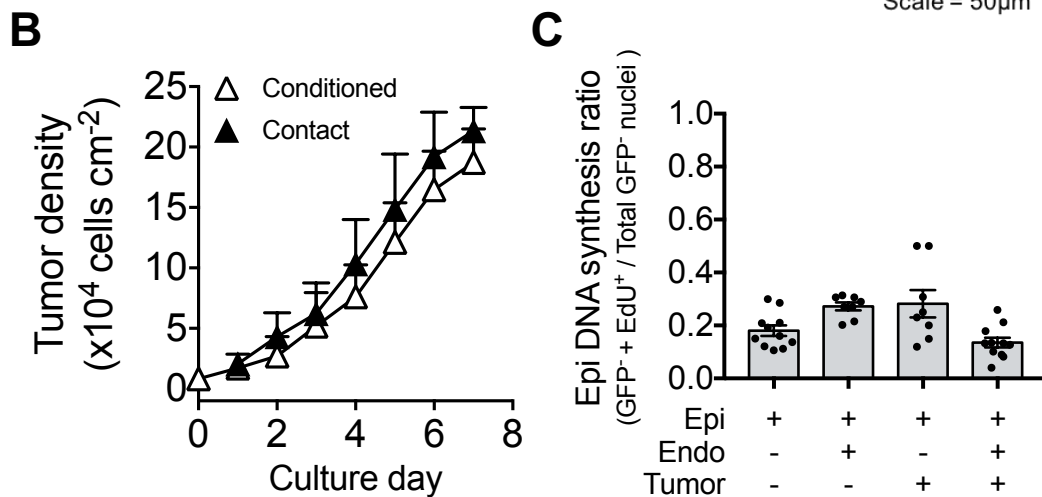 Scale = 50µm
B
Tumor density
(x10⁴ cells cm⁻²)
25
20
15
10
5
0
Conditioned
Contact
0 2 4 6 8
Culture day
C
Epi DNA synthesis ratio
(GFP⁻ + EdU⁺ / Total GFP⁻ nuclei )
1.0
0.8
0.6
0.4
0.2
0.0
Epi + + + +
Endo - + - +
Tumor - - + +